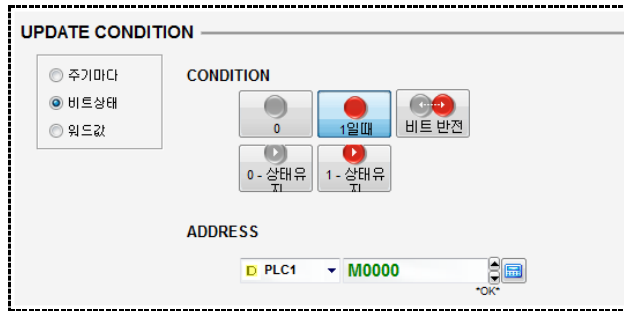 UPDATE CONDITION
주기마다
비트상태
워드값
CONDITION
0
1일때
비트 반전
0 - 상태유
지
1 - 상태유
지
ADDRESS
D PLC1
M0000
*OK*